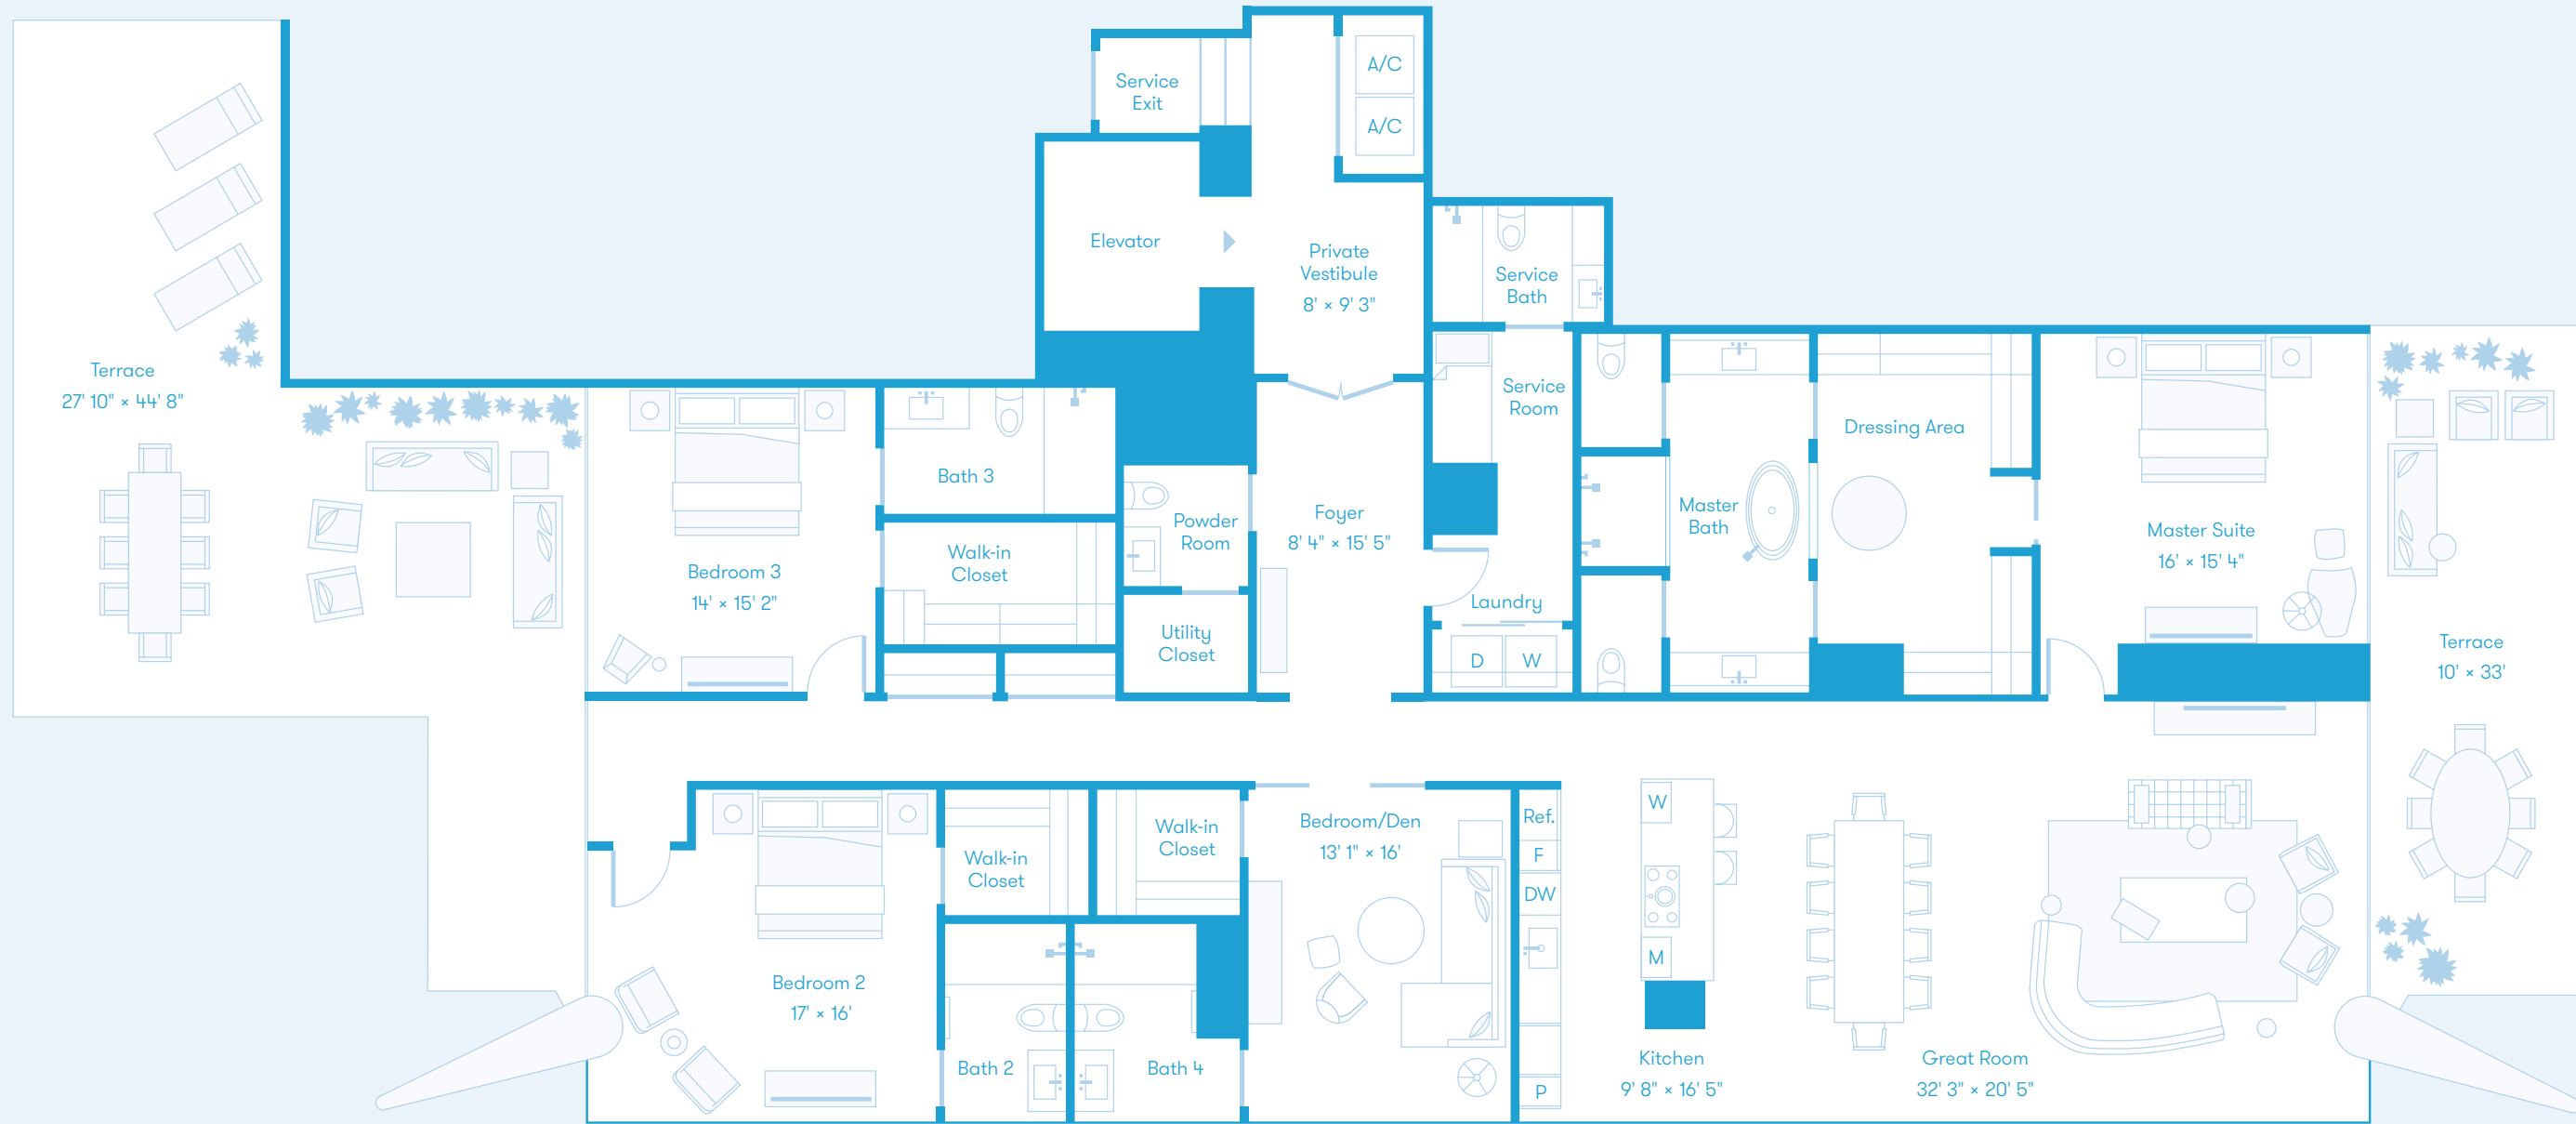 Service
Exit
A/C
A/C
Elevator
Private
Vestibule
8' × 9' 3"
Service
Bath
Terrace
27' 10" × 44' 8"
Service
Room
Dressing Area
Bath 3
Master
Bath
Foyer
8' 4" × 15' 5"
Powder
Room
Master Suite
16' × 15' 4"
Walk-in
Closet
Bedroom 3
14' × 15' 2"
Laundry
D
W
Utility
Closet
Terrace
10' × 33'
Walk-in
Closet
Walk-in
Closet
Bedroom/Den
13' 1" × 16'
Ref.
F
DW
P
W
M
Bedroom 2
17' × 16'
Bath 2
Bath 4
Kitchen
9' 8" × 16' 5"
Great Room
32' 3" × 20' 5"